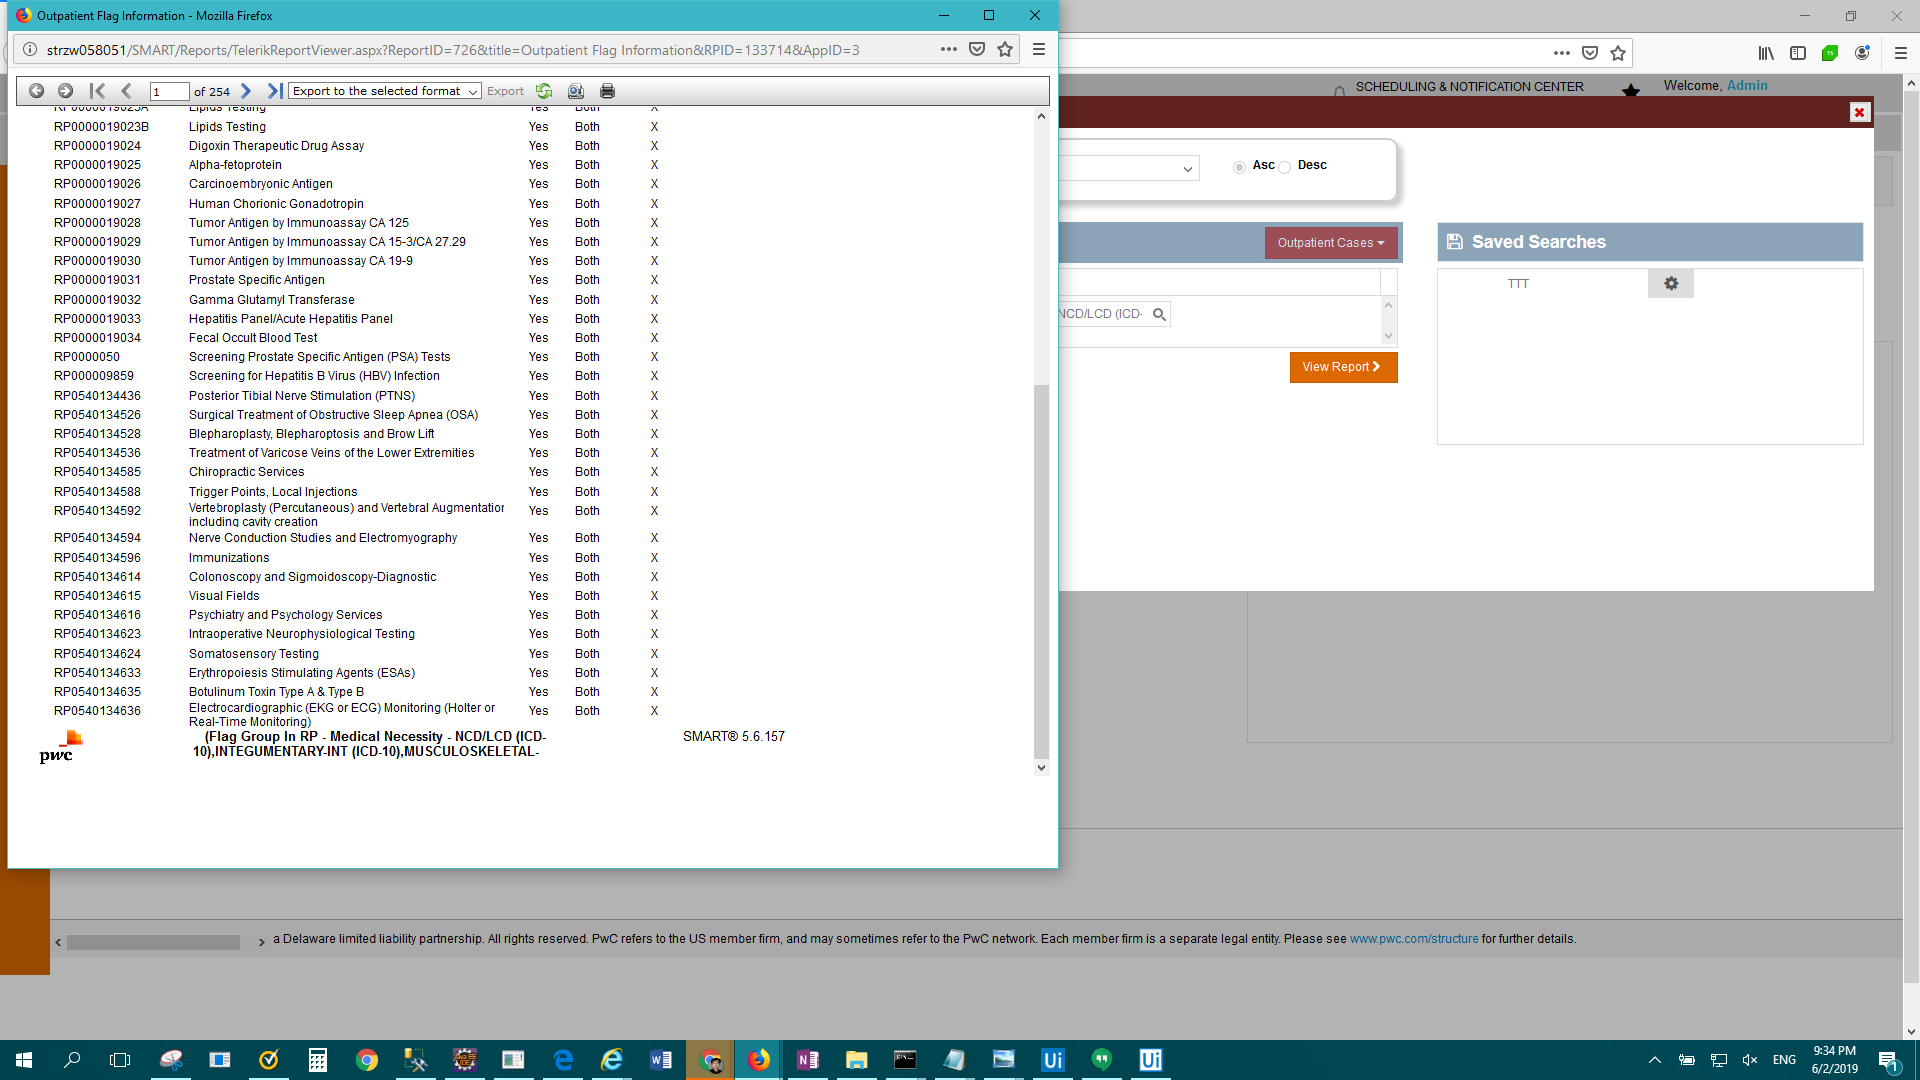 Outpatient Flag Information - Mozilla Firefox
strzw058051/SMART/Reports/TelerikReportViewer.aspx?ReportID=726&title=Outpatient Flag Information&RPID=133714&AppID=3
1 of 254 Export to the selected format Export
RP0000019023A Lipids Testing Yes Both X
RP0000019023B Lipids Testing Yes Both X
RP0000019024 Digoxin Therapeutic Drug Assay Yes Both X
RP0000019025 Alpha-fetoprotein Yes Both X
RP0000019026 Carcinoembryonic Antigen Yes Both X
RP0000019027 Human Chorionic Gonadotropin Yes Both X
RP0000019028 Tumor Antigen by Immunoassay CA 125 Yes Both X
RP0000019029 Tumor Antigen by Immunoassay CA 15-3/CA 27.29 Yes Both X
RP0000019030 Tumor Antigen by Immunoassay CA 19-9 Yes Both X
RP0000019031 Prostate Specific Antigen Yes Both X
RP0000019032 Gamma Glutamyl Transferase Yes Both X
RP0000019033 Hepatitis Panel/Acute Hepatitis Panel Yes Both X
RP0000019034 Fecal Occult Blood Test Yes Both X
RP0000050 Screening Prostate Specific Antigen (PSA) Tests Yes Both X
RP000009859 Screening for Hepatitis B Virus (HBV) Infection Yes Both X
RP0540134436 Posterior Tibial Nerve Stimulation (PTNS) Yes Both X
RP0540134526 Surgical Treatment of Obstructive Sleep Apnea (OSA) Yes Both X
RP0540134528 Blepharoplasty, Blepharoptosis and Brow Lift Yes Both X
RP0540134536 Treatment of Varicose Veins of the Lower Extremities Yes Both X
RP0540134585 Chiropractic Services Yes Both X
RP0540134588 Trigger Points, Local Injections Yes Both X
RP0540134592 Vertebroplasty (Percutaneous) and Vertebral Augmentation Yes Both X
including cavity creation
RP0540134594 Nerve Conduction Studies and Electromyography Yes Both X
RP0540134596 Immunizations Yes Both X
RP0540134614 Colonoscopy and Sigmoidoscopy-Diagnostic Yes Both X
RP0540134615 Visual Fields Yes Both X
RP0540134616 Psychiatry and Psychology Services Yes Both X
RP0540134623 Intraoperative Neurophysiological Testing Yes Both X
RP0540134624 Somatosensory Testing Yes Both X
RP0540134633 Erythropoiesis Stimulating Agents (ESAs) Yes Both X
RP0540134635 Botulinum Toxin Type A & Type B Yes Both X
RP0540134636 Electrocardiographic (EKG or ECG) Monitoring (Holter or Yes Both X
Real-Time Monitoring)
pwc
(Flag Group In RP - Medical Necessity - NCD/LCD (ICD-
10),INTEGUMENTARY-INT (ICD-10),MUSCULOSKELETAL-
SMART® 5.6.157
SCHEDULING & NOTIFICATION CENTER
Welcome, Admin
Asc Desc
Outpatient Cases
NCD/LCD (ICD-
View Report
Saved Searches
TTT
a Delaware limited liability partnership. All rights reserved. PwC refers to the US member firm, and may sometimes refer to the PwC network. Each member firm is a separate legal entity. Please see www.pwc.com/structure for further details.
ENG
9:34 PM
6/2/2019
1